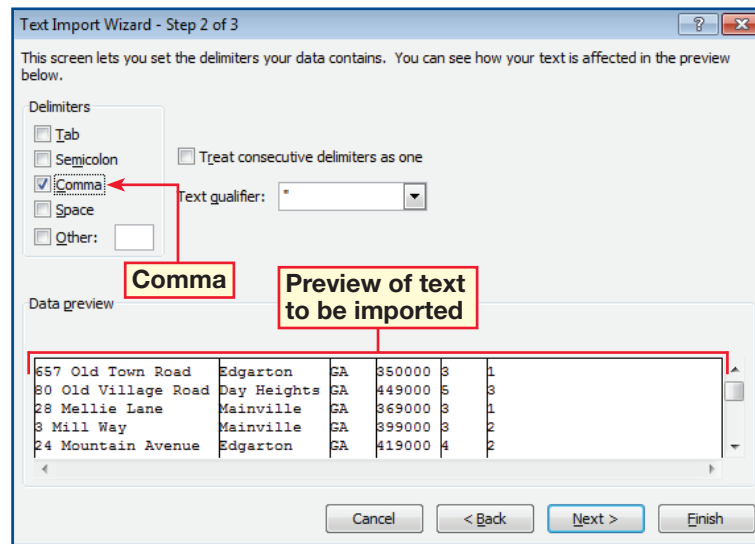 Text Import Wizard - Step 2 of 3
This screen lets you set the delimiters your data contains. You can see how your text is affected in the preview
below.
Delimiters
Tab
Semicolon
Treat consecutive delimiters as one
Comma
Text qualifier: "
Space
Other:
Comma
Preview of text
to be imported
Data preview
657 Old Town Road Edgarton GA 350000 3 1
80 Old Village Road Day Heights GA 449000 5 3
28 Mellie Lane Mainville GA 369000 3 1
3 Mill Way Mainville GA 399000 3 2
24 Mountain Avenue Edgarton GA 419000 4 2
Cancel < Back Next > Finish